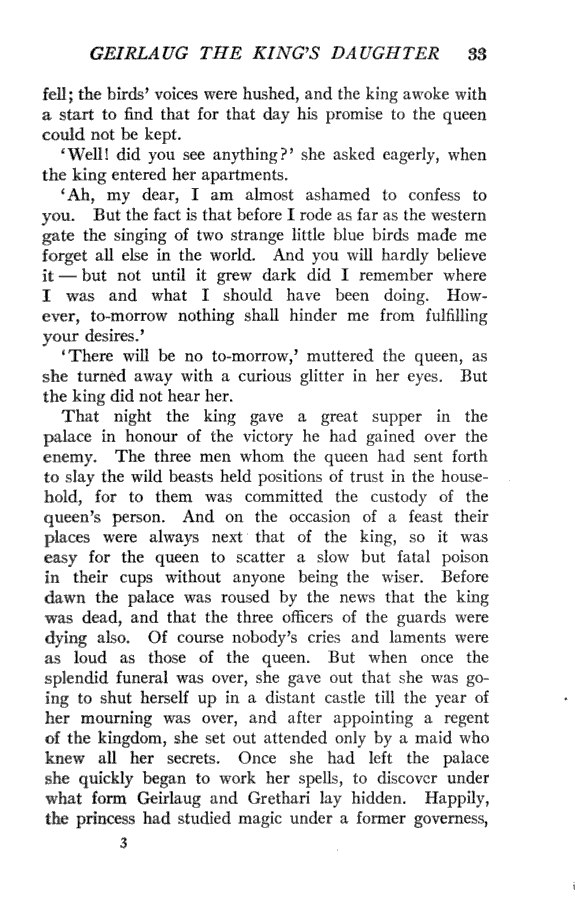 GEIRLAUG THE KING'S DAUGHTER 33
fell; the birds' voices were hushed, and the king awoke with
a start to find that for that day his promise to the queen
could not be kept.
'Well! did you see anything?' she asked eagerly, when
the king entered her apartments.
'Ah, my dear, I am almost ashamed to confess to
you. But the fact is that before I rode as far as the western
gate the singing of two strange little blue birds made me
forget all else in the world. And you will hardly believe
it — but not until it grew dark did I remember where
I was and what I should have been doing. How-
ever, to-morrow nothing shall hinder me from fulfilling
your desires.'
'There will be no to-morrow,' muttered the queen, as
she turned away with a curious glitter in her eyes. But
the king did not hear her.
That night the king gave a great supper in the
palace in honour of the victory he had gained over the
enemy. The three men whom the queen had sent forth
to slay the wild beasts held positions of trust in the house-
hold, for to them was committed the custody of the
queen's person. And on the occasion of a feast their
places were always next that of the king, so it was
easy for the queen to scatter a slow but fatal poison
in their cups without anyone being the wiser. Before
dawn the palace was roused by the news that the king
was dead, and that the three officers of the guards were
dying also. Of course nobody's cries and laments were
as loud as those of the queen. But when once the
splendid funeral was over, she gave out that she was go-
ing to shut herself up in a distant castle till the year of
her mourning was over, and after appointing a regent
of the kingdom, she set out attended only by a maid who
knew all her secrets. Once she had left the palace
she quickly began to work her spells, to discover under
what form Geirlaug and Grethari lay hidden. Happily,
the princess had studied magic under a former governess,
3